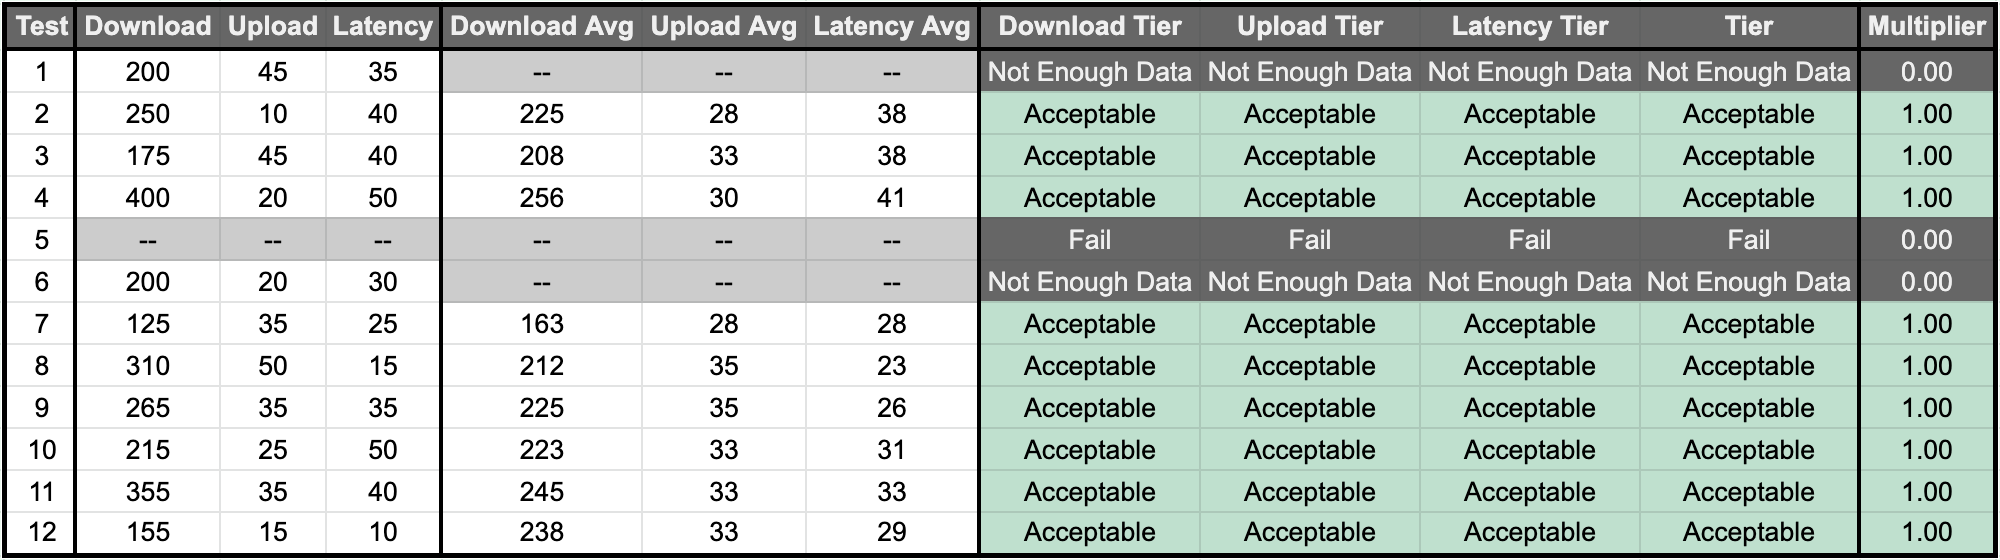 Test Download Upload Latency Download Avg Upload Avg Latency Avg Download Tier Upload Tier Latency Tier Tier Multiplier
1 200 45 35 -- -- -- Not Enough Data Not Enough Data Not Enough Data Not Enough Data 0.00
2 250 10 40 225 28 38 Acceptable Acceptable Acceptable Acceptable 1.00
3 175 45 40 208 33 38 Acceptable Acceptable Acceptable Acceptable 1.00
4 400 20 50 256 30 41 Acceptable Acceptable Acceptable Acceptable 1.00
5 -- -- -- -- -- -- Fail Fail Fail Fail 0.00
6 200 20 30 -- -- -- Not Enough Data Not Enough Data Not Enough Data Not Enough Data 0.00
7 125 35 25 163 28 28 Acceptable Acceptable Acceptable Acceptable 1.00
8 310 50 15 212 35 23 Acceptable Acceptable Acceptable Acceptable 1.00
9 265 35 35 225 35 26 Acceptable Acceptable Acceptable Acceptable 1.00
10 215 25 50 223 33 31 Acceptable Acceptable Acceptable Acceptable 1.00
11 355 35 40 245 33 33 Acceptable Acceptable Acceptable Acceptable 1.00
12 155 15 10 238 33 29 Acceptable Acceptable Acceptable Acceptable 1.00